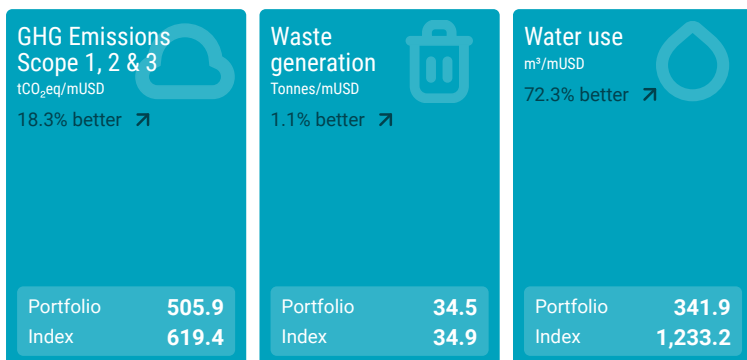 GHG Emissions
Scope 1, 2 & 3
tCO₂eq/mUSD
18.3% better
Portfolio 505.9
Index 619.4
Waste
generation
Tonnes/mUSD
1.1% better
Portfolio 34.5
Index 34.9
Water use
m³/mUSD
72.3% better
Portfolio 341.9
Index 1,233.2